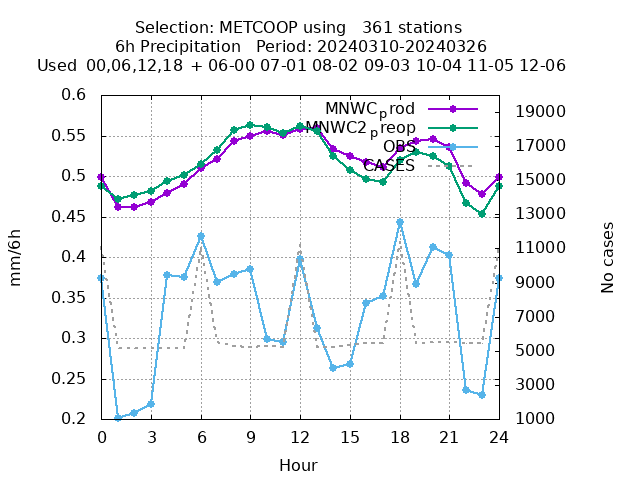 Selection: METCOOP using   361 stations
6h Precipitation   Period: 20240310-20240326
Used  00,06,12,18  + 06-00 07-01 08-02 09-03 10-04 11-05 12-06
0.6
0.55
0.5
0.45
0.4
0.35
0.3
0.25
0.2
mm/6h
MNWCprod
MNWC2preop
OBS
CASES
19000
17000
15000
13000
11000
9000
7000
5000
3000
1000
No cases
0 3 6 9 12 15 18 21 24
Hour